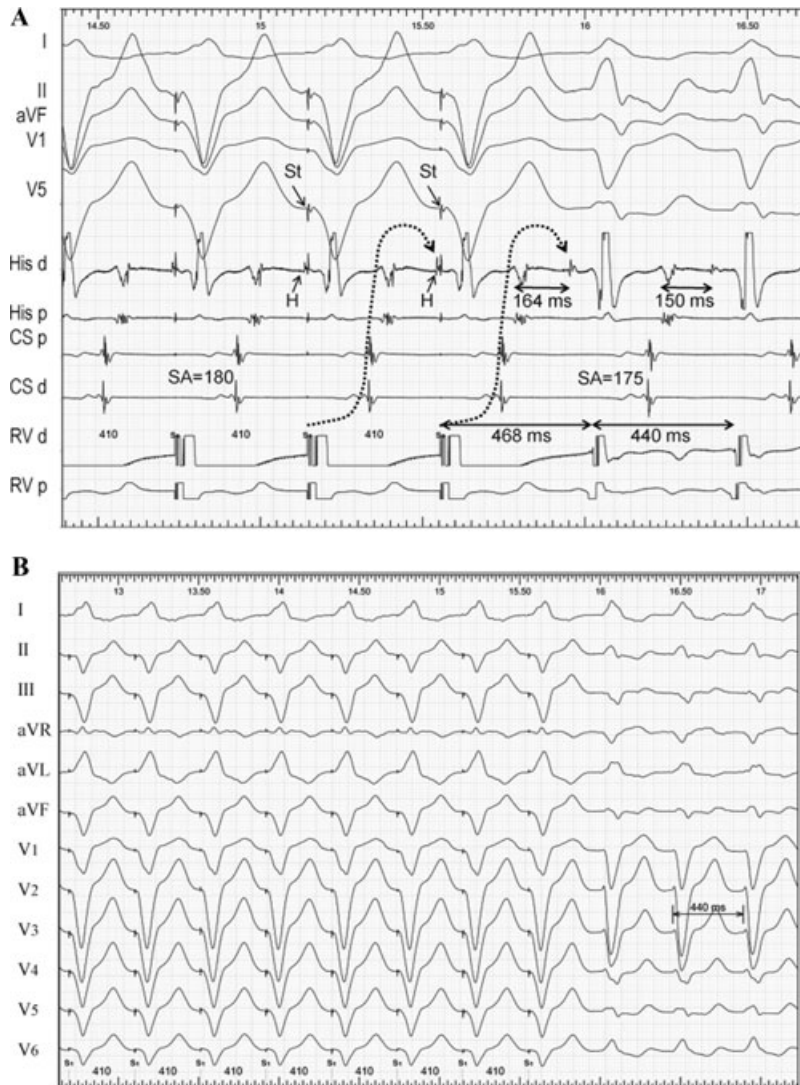 A
14.50 15 15.50 16 16.50
I
II
aVF
V1
V5
St St
His d
H H
164 ms 150 ms
His p
CS p
SA=180 SA=175
CS d
410 410 410 468 ms 440 ms
RV d
RV p
B
13 13.50 14 14.50 15 15.50 16 16.50 17
I
II
III
aVR
aVL
aVF
V1
V2
440 ms
V3
V4
V5
V6
410 410 410 410 410 410 410